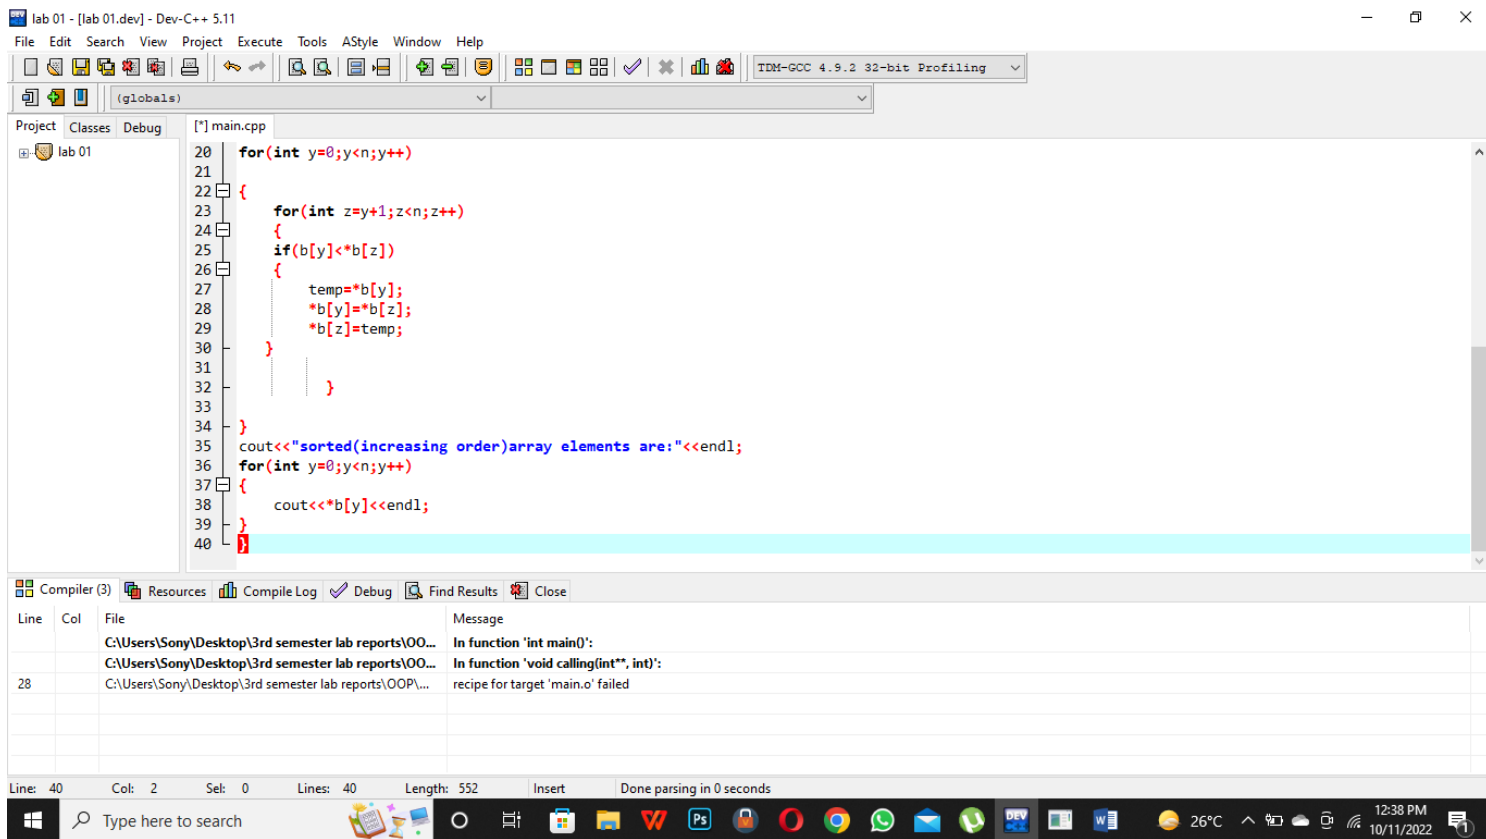 lab 01 - [lab 01.dev] - Dev-C++ 5.11
File Edit Search View Project Execute Tools AStyle Window Help
TDM-GCC 4.9.2 32-bit Profiling
(globals)
Project Classes Debug [*] main.cpp
lab 01
20 for(int y=0;y<n;y++)
21
22 {
23 for(int z=y+1;z<n;z++)
24 {
25 if(b[y]<*b[z])
26 {
27 temp=*b[y];
28 *b[y]=*b[z];
29 *b[z]=temp;
30 }
31
32 }
33
34 }
35 cout<<"sorted(increasing order)array elements are:"<<endl;
36 for(int y=0;y<n;y++)
37 {
38 cout<<*b[y]<<endl;
39 }
40 }
Compiler (3) Resources Compile Log Debug Find Results Close
Line Col File Message
C:\Users\Sony\Desktop\3rd semester lab reports\OO... In function 'int main()':
C:\Users\Sony\Desktop\3rd semester lab reports\OO... In function 'void calling(int**, int)':
28 C:\Users\Sony\Desktop\3rd semester lab reports\OOP\... recipe for target 'main.o' failed
Line: 40 Col: 2 Sel: 0 Lines: 40 Length: 552 Insert Done parsing in 0 seconds
Type here to search
Ps
DEV
W
26°C
12:38 PM
10/11/2022
1